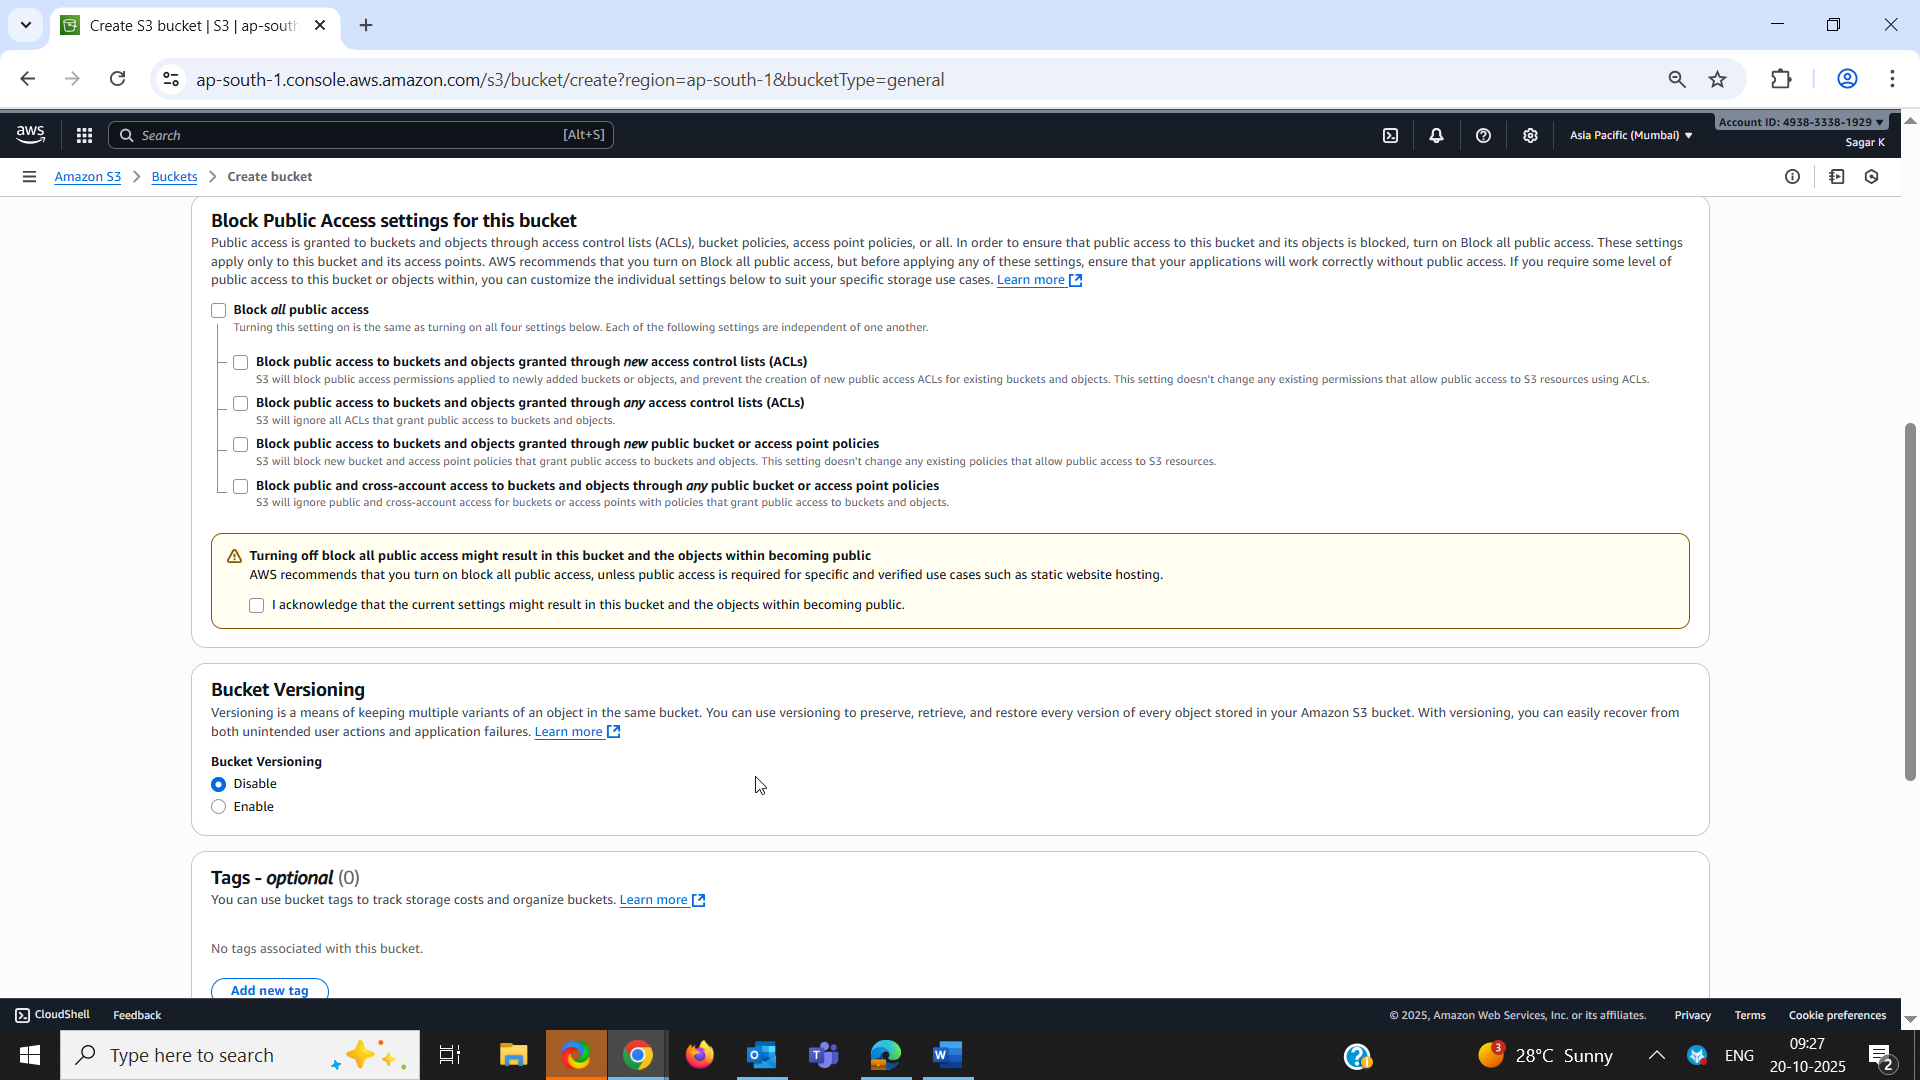 Create S3 bucket | S3 | ap-south
ap-south-1.console.aws.amazon.com/s3/bucket/create?region=ap-south-1&bucketType=general
aws
Search
[Alt+S]
Asia Pacific (Mumbai) ▼
Account ID: 4938-3338-1929 ▼
Sagar K
Amazon S3 > Buckets > Create bucket
Block Public Access settings for this bucket
Public access is granted to buckets and objects through access control lists (ACLs), bucket policies, access point policies, or all. In order to ensure that public access to this bucket and its objects is blocked, turn on Block all public access. These settings
apply only to this bucket and its access points. AWS recommends that you turn on Block all public access, but before applying any of these settings, ensure that your applications will work correctly without public access. If you require some level of
public access to this bucket or objects within, you can customize the individual settings below to suit your specific storage use cases. Learn more
Block all public access
Turning this setting on is the same as turning on all four settings below. Each of the following settings are independent of one another.
Block public access to buckets and objects granted through new access control lists (ACLs)
S3 will block public access permissions applied to newly added buckets or objects, and prevent the creation of new public access ACLs for existing buckets and objects. This setting doesn't change any existing permissions that allow public access to S3 resources using ACLs.
Block public access to buckets and objects granted through any access control lists (ACLs)
S3 will ignore all ACLs that grant public access to buckets and objects.
Block public access to buckets and objects granted through new public bucket or access point policies
S3 will block new bucket and access point policies that grant public access to buckets and objects. This setting doesn't change any existing policies that allow public access to S3 resources.
Block public and cross-account access to buckets and objects through any public bucket or access point policies
S3 will ignore public and cross-account access for buckets or access points with policies that grant public access to buckets and objects.
Turning off block all public access might result in this bucket and the objects within becoming public
AWS recommends that you turn on block all public access, unless public access is required for specific and verified use cases such as static website hosting.
I acknowledge that the current settings might result in this bucket and the objects within becoming public.
Bucket Versioning
Versioning is a means of keeping multiple variants of an object in the same bucket. You can use versioning to preserve, retrieve, and restore every version of every object stored in your Amazon S3 bucket. With versioning, you can easily recover from
both unintended user actions and application failures. Learn more
Bucket Versioning
Disable
Enable
Tags - optional (0)
You can use bucket tags to track storage costs and organize buckets. Learn more
No tags associated with this bucket.
Add new tag
CloudShell
Feedback
© 2025, Amazon Web Services, Inc. or its affiliates.
Privacy
Terms
Cookie preferences
Type here to search
3
28°C Sunny
ENG
09:27
20-10-2025
2